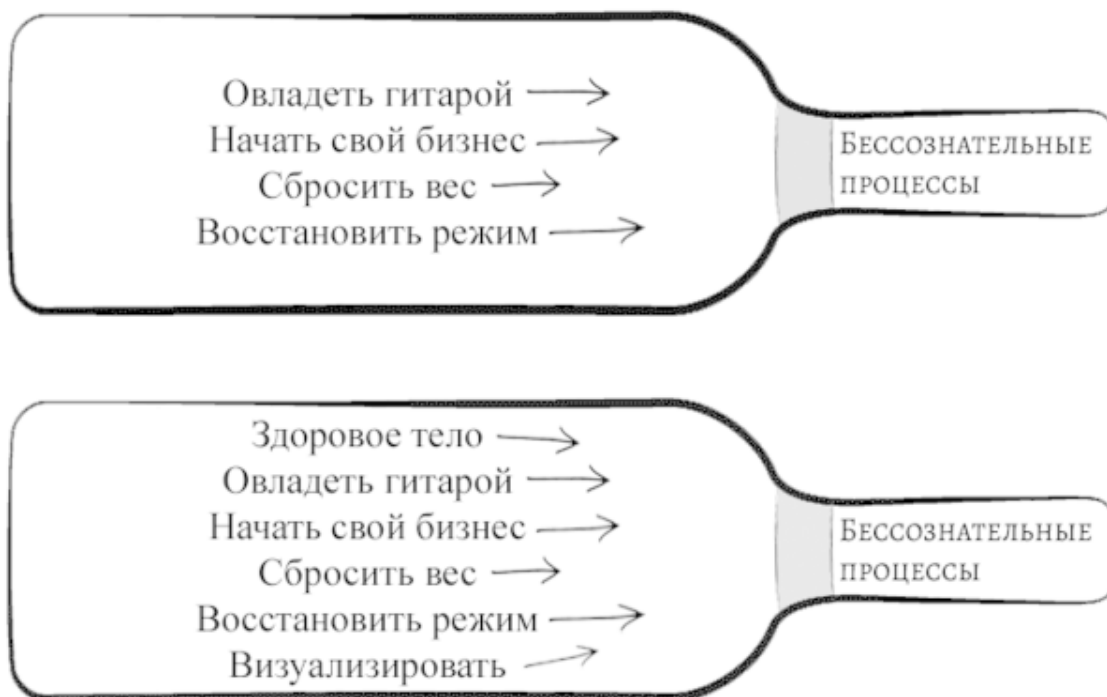 Овладеть гитарой
Начать свой бизнес
Сбросить вес
Восстановить режим
Бессознательные
процессы
Здоровое тело
Овладеть гитарой
Начать свой бизнес
Сбросить вес
Восстановить режим
Визуализировать
Бессознательные
процессы